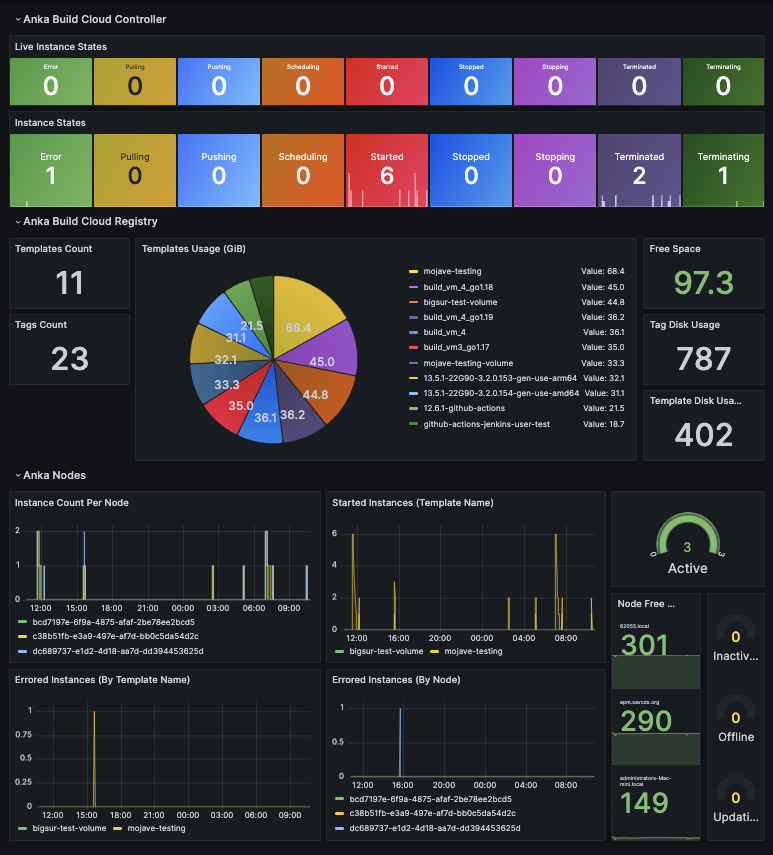 Anka Build Cloud Controller
Live Instance States
Error Pulling Pushing Scheduling Started Stopped Stopping Terminated Terminating
0 0 0 0 0 0 0 0 0
Instance States
Error Pulling Pushing Scheduling Started Stopped Stopping Terminated Terminating
1 0 0 0 6 0 0 2 1
Anka Build Cloud Registry
Templates Count
11
Tags Count
23
Templates Usage (GiB)
68.4
45.0
44.8
36.2
36.1
35.0
33.3
32.1
31.1
21.5
mojave-testing Value: 68.4
build_vm_4_go1.18 Value: 45.0
bigsur-test-volume Value: 44.8
build_vm_4_go1.19 Value: 36.2
build_vm_4 Value: 36.1
build_vm3_go1.17 Value: 35.0
mojave-testing-volume Value: 33.3
13.5.1-22G90-3.2.0.153-gen-use-arm64 Value: 32.1
13.5.1-22G90-3.2.0.154-gen-use-amd64 Value: 31.1
12.6.1-github-actions Value: 21.5
github-actions-jenkins-user-test Value: 18.7
Free Space
97.3
Tag Disk Usage
787
Template Disk Usa...
402
Anka Nodes
Instance Count Per Node
2
1
0
12:00 15:00 18:00 21:00 00:00 03:00 06:00 09:00
bcd7197e-6f9a-4875-afaf-2be78ee2bcd5
c38b51fb-e3a9-497e-af7d-bb0c5da54d2c
dc689737-e1d2-4d18-aa7d-dd394453625d
Started Instances (Template Name)
6
4
2
0
12:00 16:00 20:00 00:00 04:00 08:00
bigsur-test-volume mojave-testing
0 3 3
Active
Errored Instances (By Template Name)
1
0.75
0.5
0.25
0
12:00 15:00 18:00 21:00 00:00 03:00 06:00 09:00
bigsur-test-volume mojave-testing
Errored Instances (By Node)
1
0.5
0
12:00 16:00 20:00 00:00 04:00 08:00
bcd7197e-6f9a-4875-afaf-2be78ee2bcd5
c38b51fb-e3a9-497e-af7d-bb0c5da54d2c
dc689737-e1d2-4d18-aa7d-dd394453625d
Node Free ...
62055.local
301
apm.savcds.org
290
administrators-Mac-
mini.local
149
0
Inactiv...
0
Offline
0
Updati...